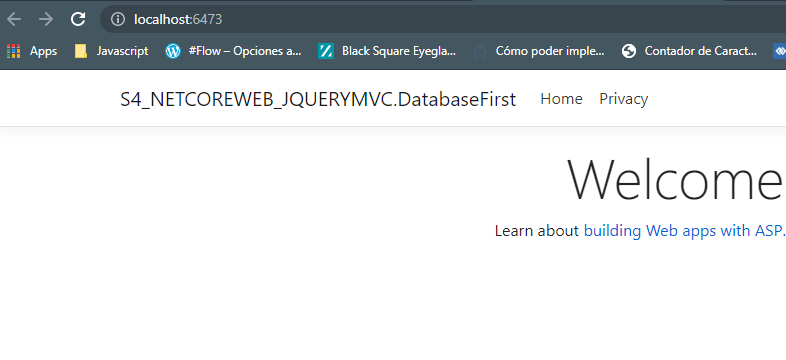 localhost:6473
Apps Javascript #Flow – Opciones a... Black Square Eyegla... Cómo poder imple... Contador de Caract...
S4_NETCOREWEB_JQUERYMVC.DatabaseFirst Home Privacy
Welcome
Learn about building Web apps with ASP.